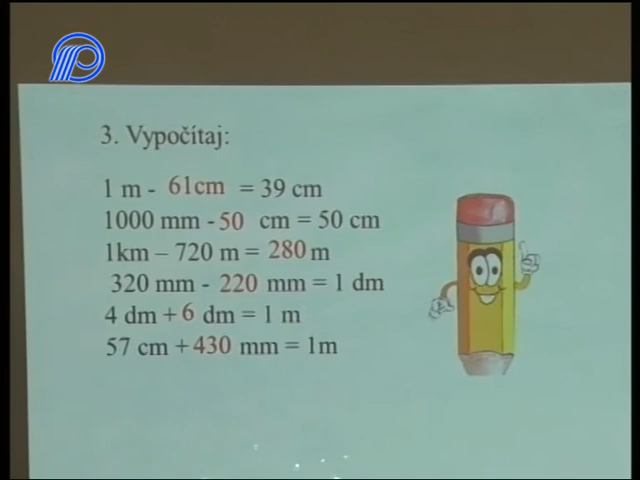 3. Vypočítaj:
1 m - 61cm = 39 cm
1000 mm - 50 cm = 50 cm
1km – 720 m = 280 m
320 mm - 220 mm = 1 dm
4 dm + 6 dm = 1 m
57 cm + 430 mm = 1m